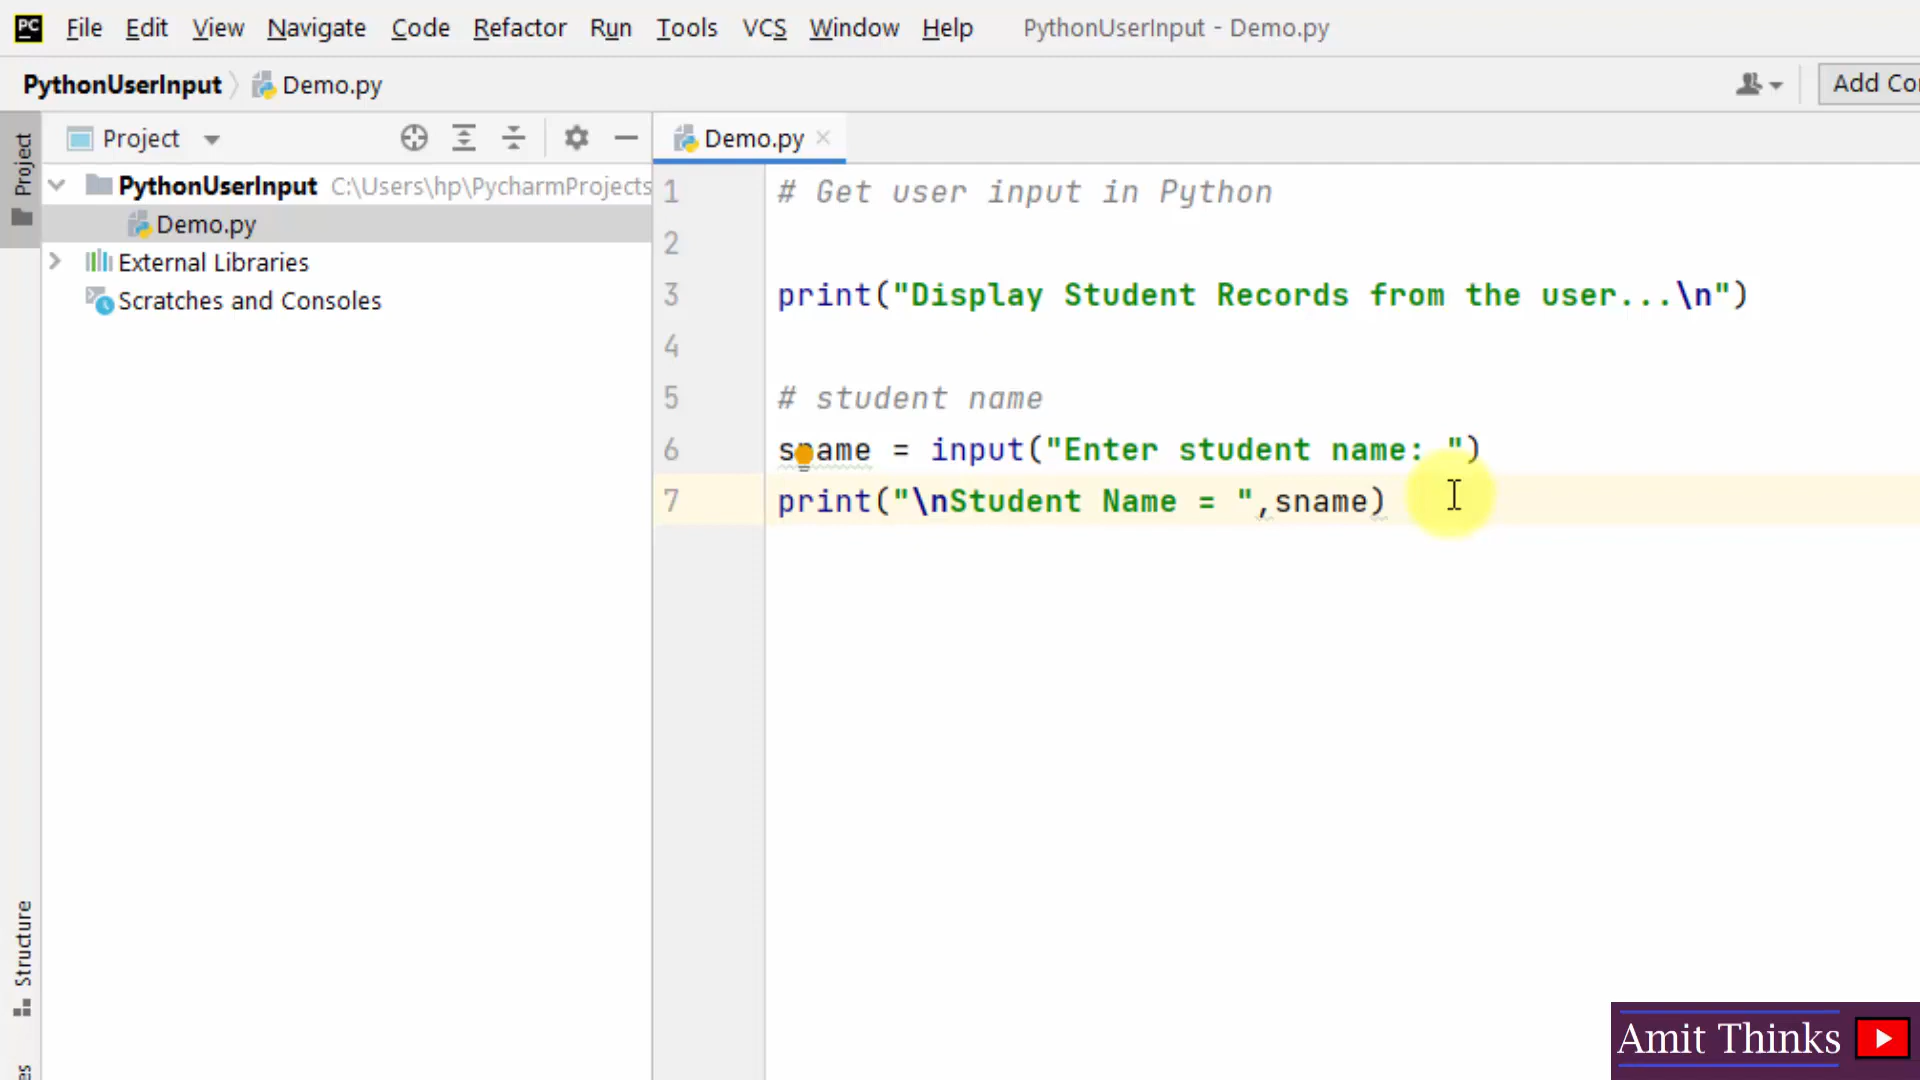 PC File Edit View Navigate Code Refactor Run Tools VCS Window Help PythonUserInput - Demo.py
PythonUserInput Demo.py
Project Demo.py
Project
PythonUserInput C:\Users\hp\PycharmProjects
Demo.py
External Libraries
Scratches and Consoles
1 # Get user input in Python
2
3 print("Display Student Records from the user...\n")
4
5 # student name
6 sname = input("Enter student name: ")
7 print("\nStudent Name = ",sname)
Structure
Amit Thinks